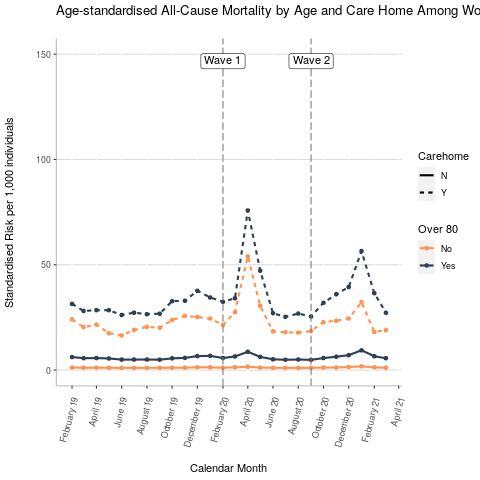 Age-standardised All-Cause Mortality by Age and Care Home Among Wo
150
100
50
0
Standardised Risk per 1,000 individuals
Wave 1
Wave 2
February 19
April 19
June 19
August 19
October 19
December 19
February 20
April 20
June 20
August 20
October 20
December 20
February 21
April 21
Calendar Month
Carehome
N
Y
Over 80
No
Yes